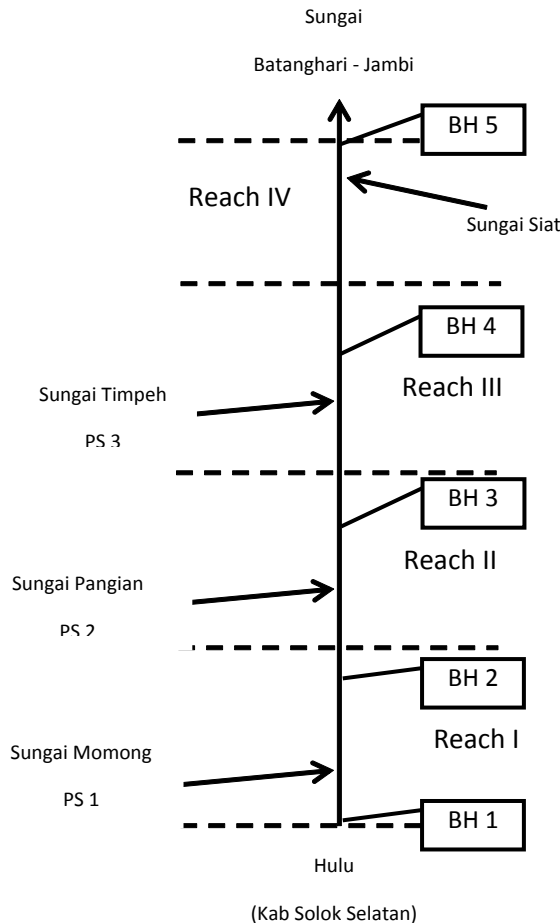 Sungai
Batanghari - Jambi
BH 5
Reach IV
Sungai Siat
BH 4
Reach III
Sungai Timpeh
PS 3
BH 3
Reach II
Sungai Pangian
PS 2
BH 2
Reach I
Sungai Momong
PS 1
BH 1
Hulu
(Kab Solok Selatan)